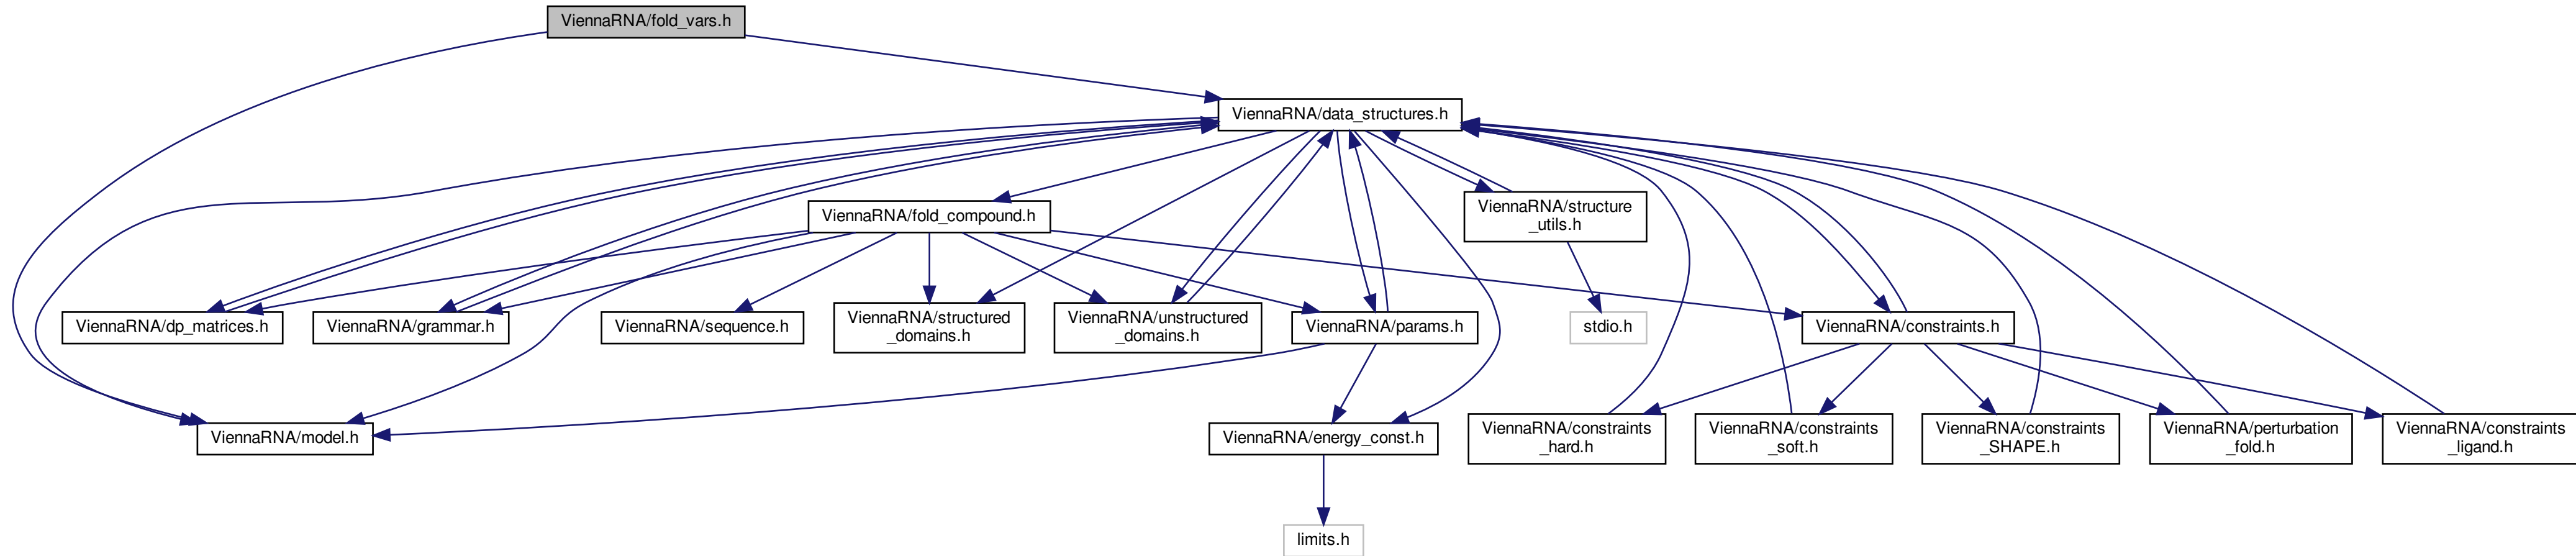 ViennaRNA/fold_vars.h
ViennaRNA/data_structures.h
ViennaRNA/fold_compound.h
ViennaRNA/structure
_utils.h
ViennaRNA/dp_matrices.h
ViennaRNA/grammar.h
ViennaRNA/sequence.h
ViennaRNA/structured
_domains.h
ViennaRNA/unstructured
_domains.h
ViennaRNA/params.h
stdio.h
ViennaRNA/constraints.h
ViennaRNA/model.h
ViennaRNA/energy_const.h
ViennaRNA/constraints
_hard.h
ViennaRNA/constraints
_soft.h
ViennaRNA/constraints
_SHAPE.h
ViennaRNA/perturbation
_fold.h
ViennaRNA/constraints
_ligand.h
limits.h